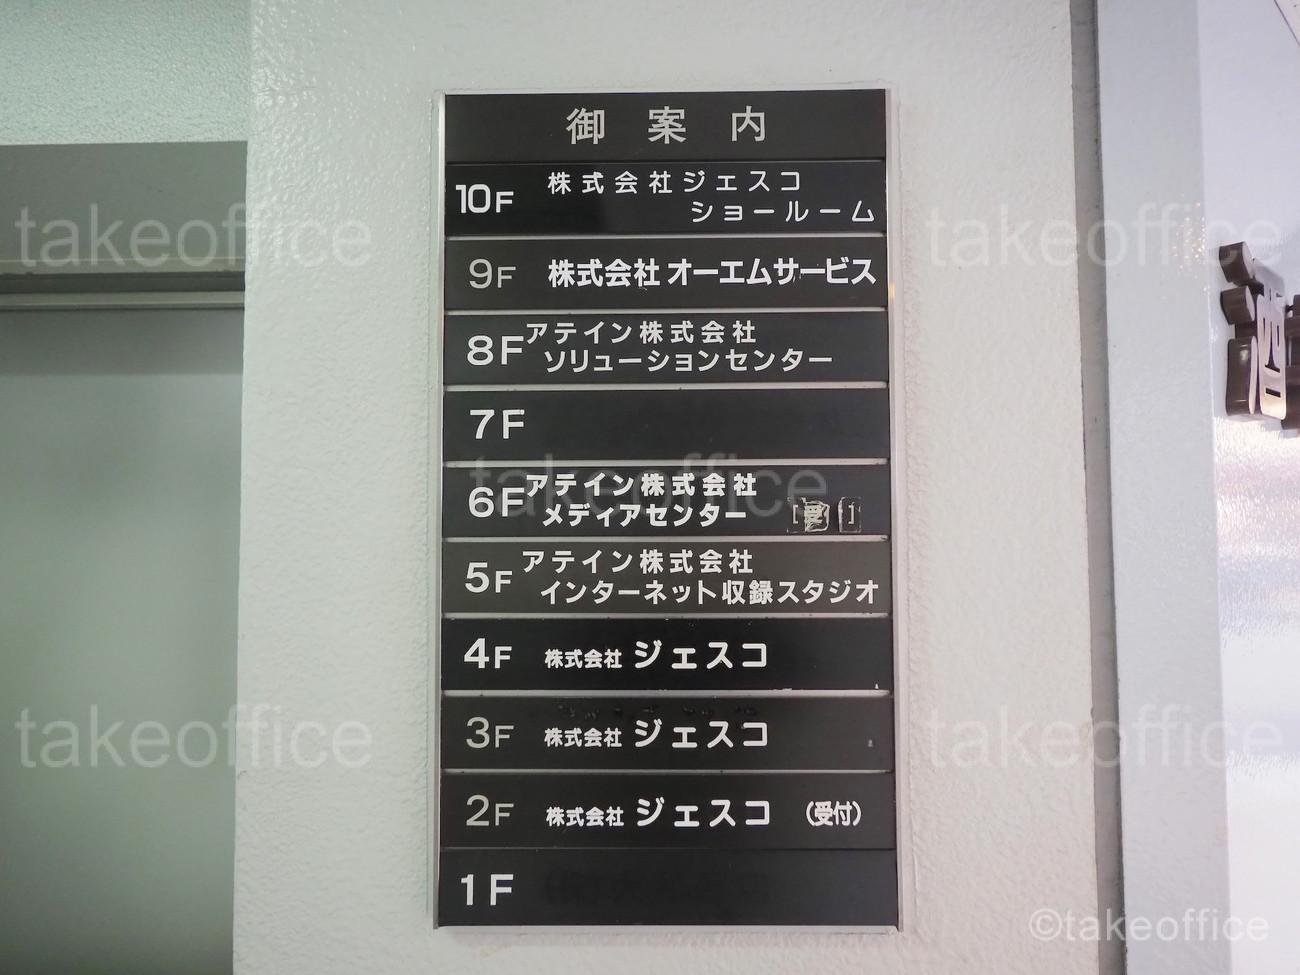 御案内
10F 株式会社ジェスコ
ショールーム
9F 株式会社オーエムサービス
8F アテイン株式会社
ソリューションセンター
7F
6F アテイン株式会社
メディアセンター
5F アテイン株式会社
インターネット収録スタジオ
4F 株式会社ジェスコ
3F 株式会社ジェスコ
2F 株式会社ジェスコ (受付)
1F
酒
takeoffice
takeoffice
takeoffice
takeoffice
takeoffice
©takeoffice